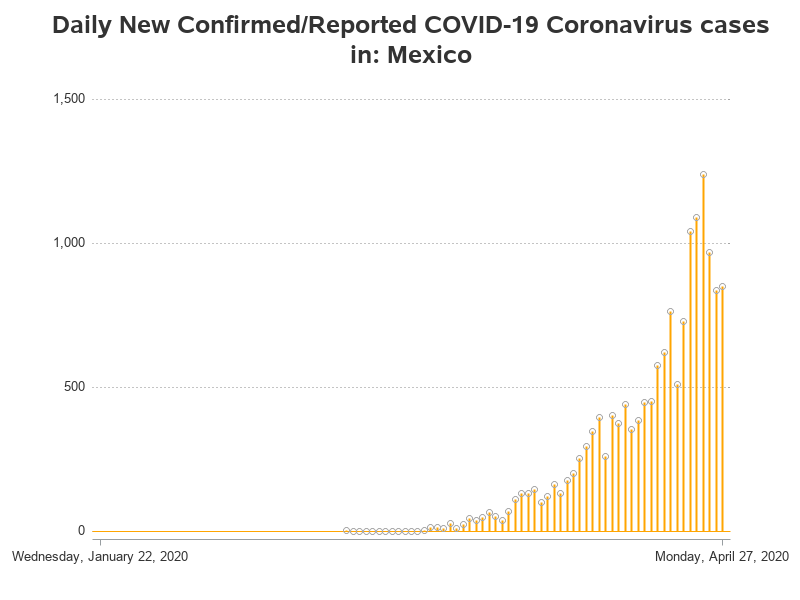 Daily New Confirmed/Reported COVID-19 Coronavirus cases
in: Mexico
1,500
1,000
500
0
Wednesday, January 22, 2020
Monday, April 27, 2020